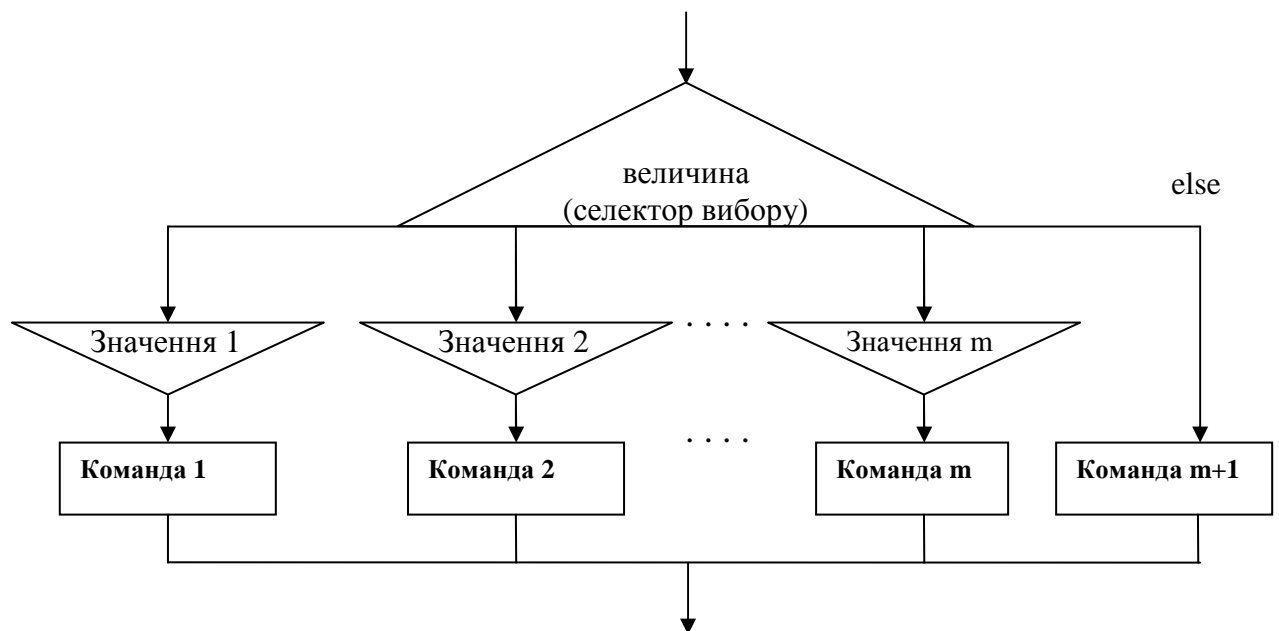 величина
(селектор вибору)
else
Значення 1
Значення 2
. . . .
Значення m
Команда 1
Команда 2
. . . .
Команда m
Команда m+1